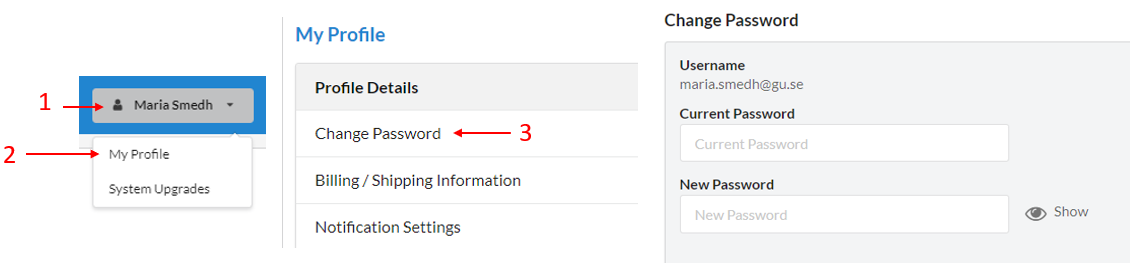 1
Maria Smedh
2
My Profile
System Upgrades
My Profile
Profile Details
Change Password
3
Billing / Shipping Information
Notification Settings
Change Password
Username
maria.smedh@gu.se
Current Password
Current Password
New Password
New Password
Show